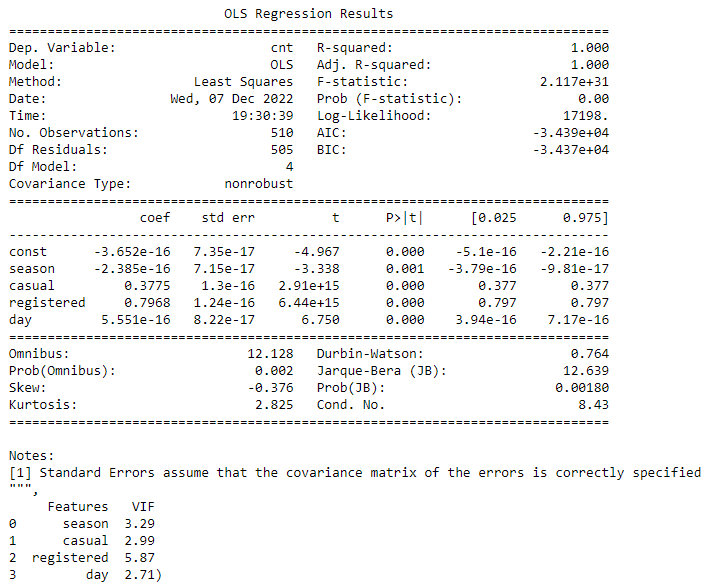 OLS Regression Results
==============================================================================
Dep. Variable:                    cnt   R-squared:                       1.000
Model:                            OLS   Adj. R-squared:                  1.000
Method:                 Least Squares   F-statistic:                 2.117e+31
Date:                Wed, 07 Dec 2022   Prob (F-statistic):               0.00
Time:                        19:30:39   Log-Likelihood:                 17198.
No. Observations:                 510   AIC:                        -3.439e+04
Df Residuals:                     505   BIC:                        -3.437e+04
Df Model:                           4
Covariance Type:            nonrobust
==============================================================================
                 coef    std err          t      P>|t|      [0.025      0.975]
------------------------------------------------------------------------------
const      -3.652e-16   7.35e-17     -4.967      0.000    -5.1e-16   -2.21e-16
season     -2.385e-16   7.15e-17     -3.338      0.001   -3.79e-16   -9.81e-17
casual         0.3775    1.3e-16   2.91e+15      0.000       0.377       0.377
registered     0.7968   1.24e-16   6.44e+15      0.000       0.797       0.797
day         5.551e-16   8.22e-17      6.750      0.000    3.94e-16    7.17e-16
==============================================================================
Omnibus:                       12.128   Durbin-Watson:                   0.764
Prob(Omnibus):                  0.002   Jarque-Bera (JB):               12.639
Skew:                          -0.376   Prob(JB):                      0.00180
Kurtosis:                       2.825   Cond. No.                         8.43
==============================================================================
Notes:
[1] Standard Errors assume that the covariance matrix of the errors is correctly specified
""",
     Features   VIF
0      season  3.29
1      casual  2.99
2  registered  5.87
3         day  2.71)